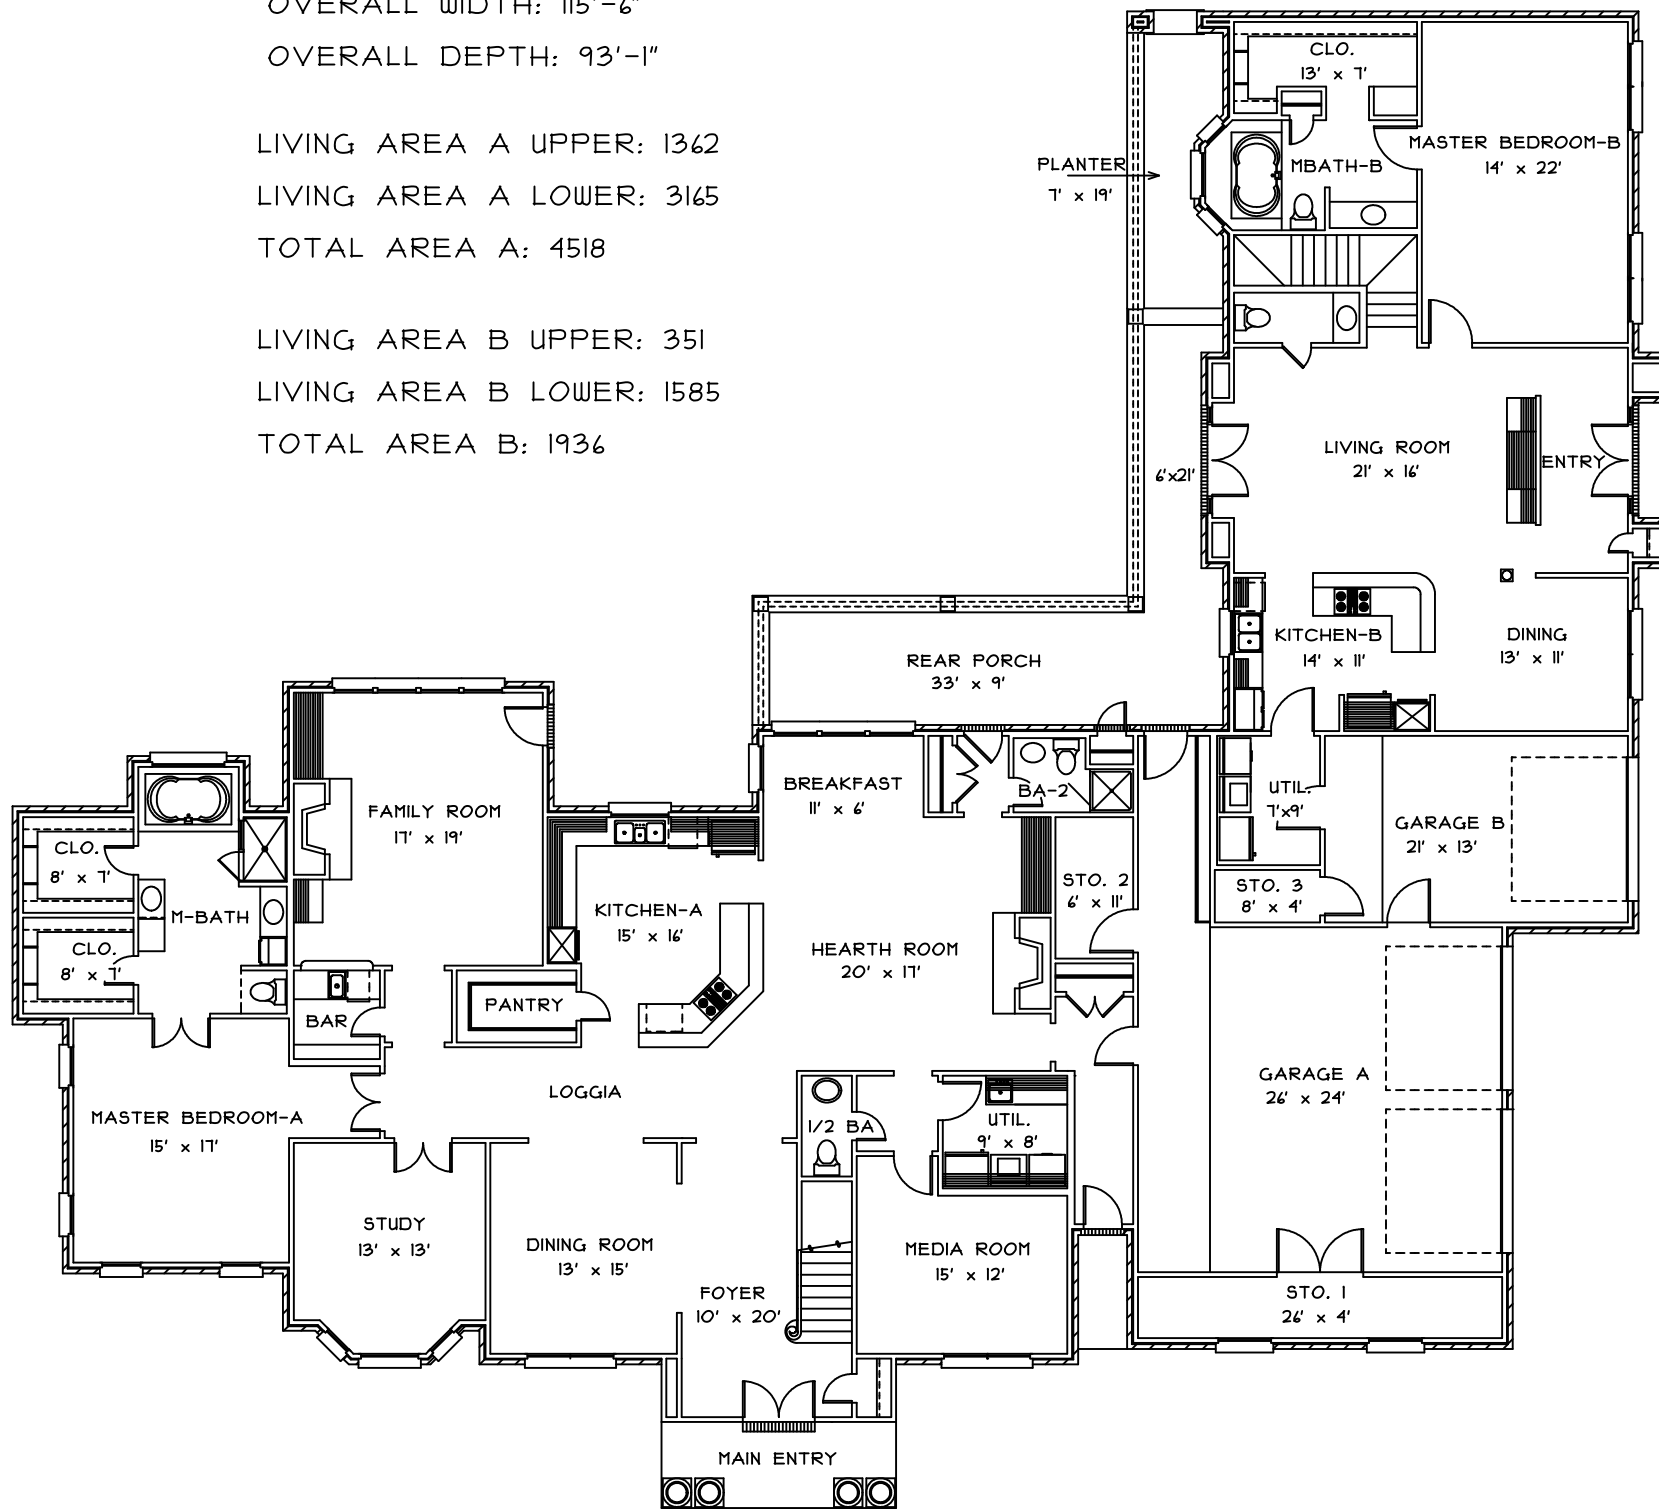 OVERALL WIDTH: 115'-6"
OVERALL DEPTH: 93'-1"
LIVING AREA A UPPER: 1362
LIVING AREA A LOWER: 3165
TOTAL AREA A: 4518
LIVING AREA B UPPER: 351
LIVING AREA B LOWER: 1585
TOTAL AREA B: 1936
CLO.
13' x 7'
MASTER BEDROOM-B
14' x 22'
MBATH-B
PLANTER
7' x 19'
LIVING ROOM
21' x 16'
ENTRY
6'x21'
KITCHEN-B
14' x 11'
DINING
13' x 11'
REAR PORCH
33' x 9'
BREAKFAST
11' x 6'
BA-2
UTIL.
7'x9'
GARAGE B
21' x 13'
FAMILY ROOM
17' x 19'
CLO.
8' x 7'
M-BATH
CLO.
8' x 7'
KITCHEN-A
15' x 16'
HEARTH ROOM
20' x 17'
STO. 2
6' x 11'
STO. 3
8' x 4'
PANTRY
BAR
LOGGIA
GARAGE A
26' x 24'
MASTER BEDROOM-A
15' x 17'
1/2 BA
UTIL.
9' x 8'
STUDY
13' x 13'
DINING ROOM
13' x 15'
MEDIA ROOM
15' x 12'
FOYER
10' x 20'
STO. 1
26' x 4'
MAIN ENTRY